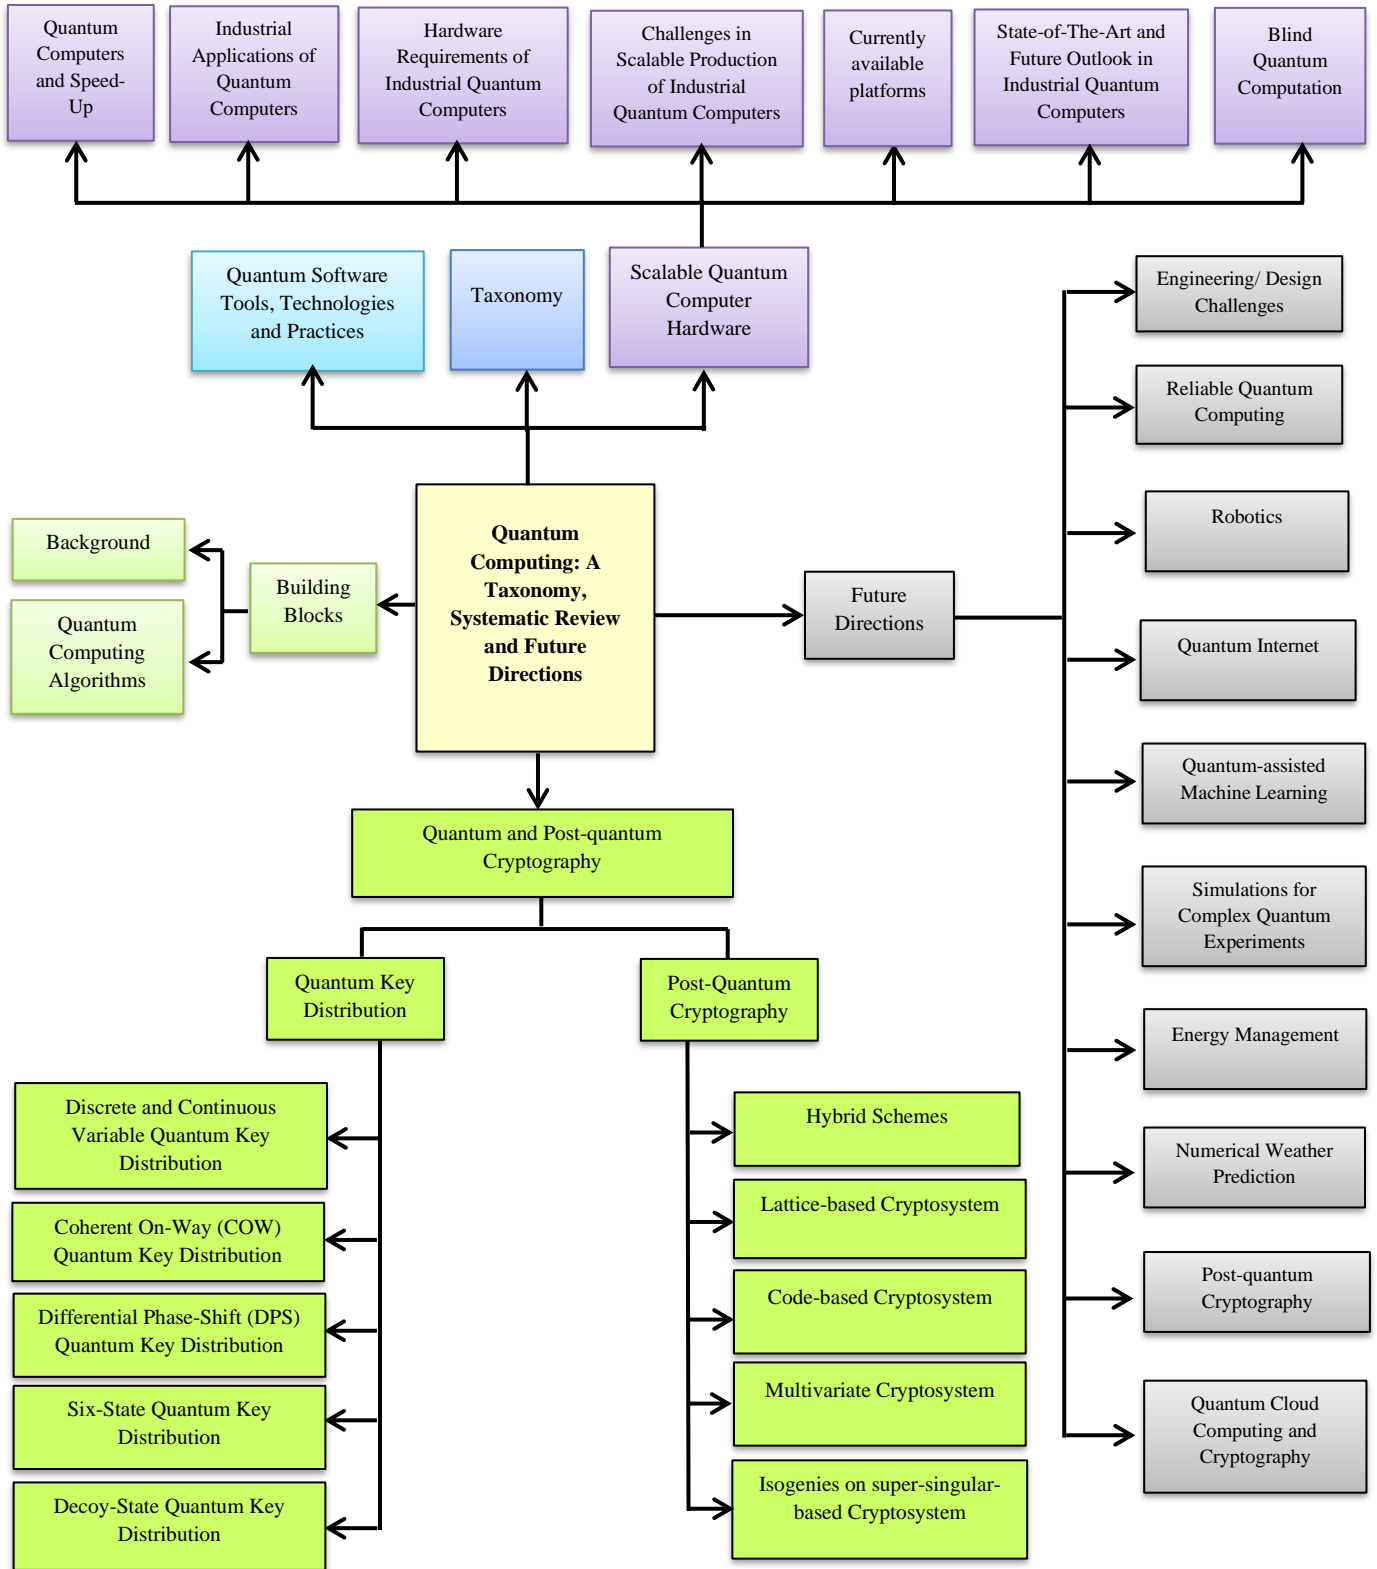 Quantum
Computers
and Speed-
Up
Industrial
Applications of
Quantum
Computers
Hardware
Requirements of
Industrial Quantum
Computers
Challenges in
Scalable Production
of Industrial
Quantum Computers
Currently
available
platforms
State-of-The-Art and
Future Outlook in
Industrial Quantum
Computers
Blind
Quantum
Computation
Quantum Software
Tools, Technologies
and Practices
Taxonomy
Scalable Quantum
Computer
Hardware
Quantum
Computing: A
Taxonomy,
Systematic Review
and Future
Directions
Building
Blocks
Background
Quantum
Computing
Algorithms
Future
Directions
Engineering/ Design
Challenges
Reliable Quantum
Computing
Robotics
Quantum Internet
Quantum-assisted
Machine Learning
Simulations for
Complex Quantum
Experiments
Energy Management
Numerical Weather
Prediction
Post-quantum
Cryptography
Quantum Cloud
Computing and
Cryptography
Quantum and Post-quantum
Cryptography
Quantum Key
Distribution
Discrete and Continuous
Variable Quantum Key
Distribution
Coherent On-Way (COW)
Quantum Key Distribution
Differential Phase-Shift (DPS)
Quantum Key Distribution
Six-State Quantum Key
Distribution
Decoy-State Quantum Key
Distribution
Post-Quantum
Cryptography
Hybrid Schemes
Lattice-based Cryptosystem
Code-based Cryptosystem
Multivariate Cryptosystem
Isogenies on super-singular-
based Cryptosystem